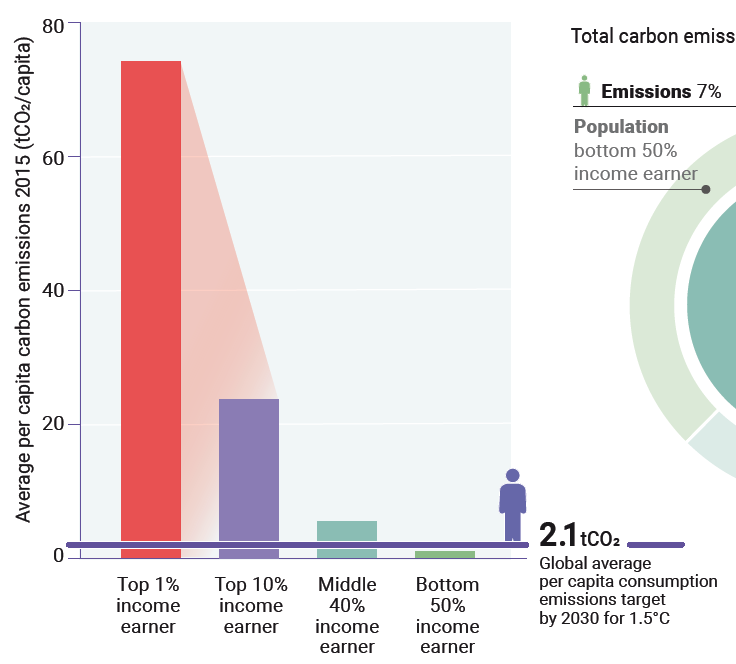 Average per capita carbon emissions 2015 (tCO₂/capita)
80
60
40
20
0
Top 1%
income
earner
Top 10%
income
earner
Middle
40%
income
earner
Bottom
50%
income
earner
2.1 tCO₂
Global average
per capita consumption
emissions target
by 2030 for 1.5°C
Total carbon emiss
Emissions 7%
Population
bottom 50%
income earner